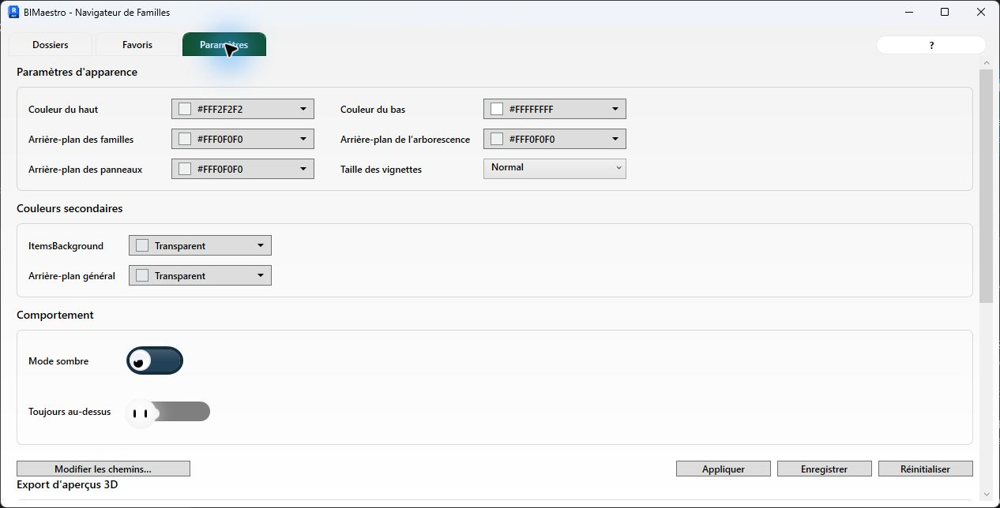 BIMaestro - Navigateur de Familles
Dossiers
Favoris
Paramètres
?
Paramètres d'apparence
Couleur du haut
#FFF2F2F2
Couleur du bas
#FFFFFFFF
Arrière-plan des familles
#FFF0F0F0
Arrière-plan de l'arborescence
#FFF0F0F0
Arrière-plan des panneaux
#FFF0F0F0
Taille des vignettes
Normal
Couleurs secondaires
ItemsBackground
Transparent
Arrière-plan général
Transparent
Comportement
Mode sombre
Toujours au-dessus
Modifier les chemins...
Appliquer
Enregistrer
Réinitialiser
Export d'aperçus 3D